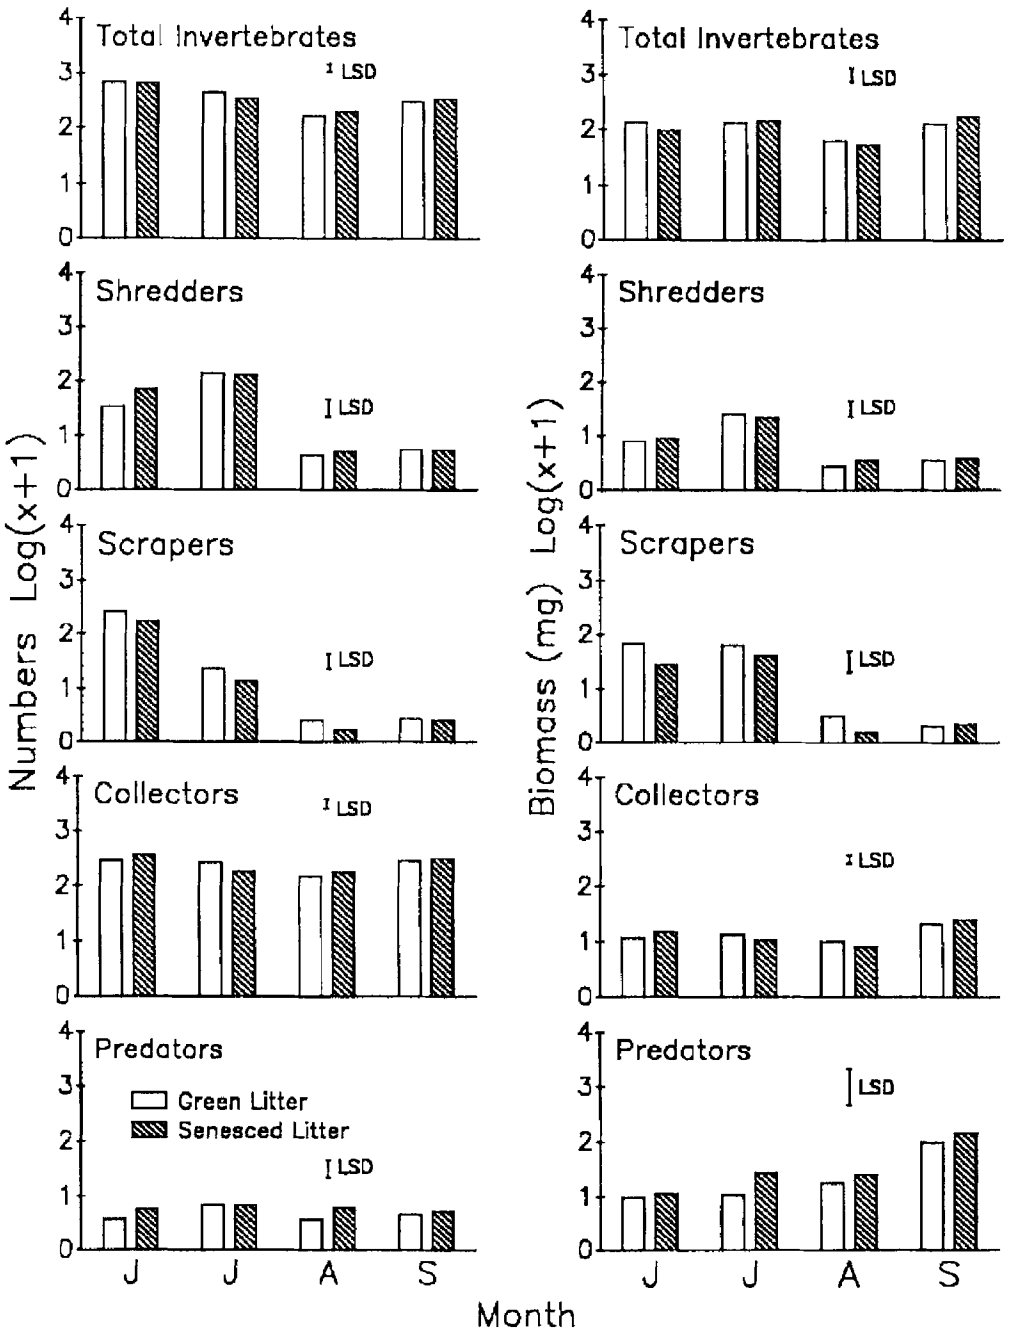 4
Total Invertebrates
3
LSD
2
1
0
4
Shredders
3
2
LSD
1
0
4
Scrapers
3
2
LSD
1
0
4
Collectors
LSD
3
2
1
0
4
Predators
3
Green Litter
Senesced Litter
2
LSD
1
0
J J A S
Numbers Log(x+1)
4
Total Invertebrates
3
LSD
2
1
0
4
Shredders
3
2
LSD
1
0
4
Scrapers
3
2
LSD
1
0
4
Collectors
3
LSD
2
1
0
4
Predators
3
LSD
2
1
0
J J A S
Biomass (mg) Log(x+1)
Month